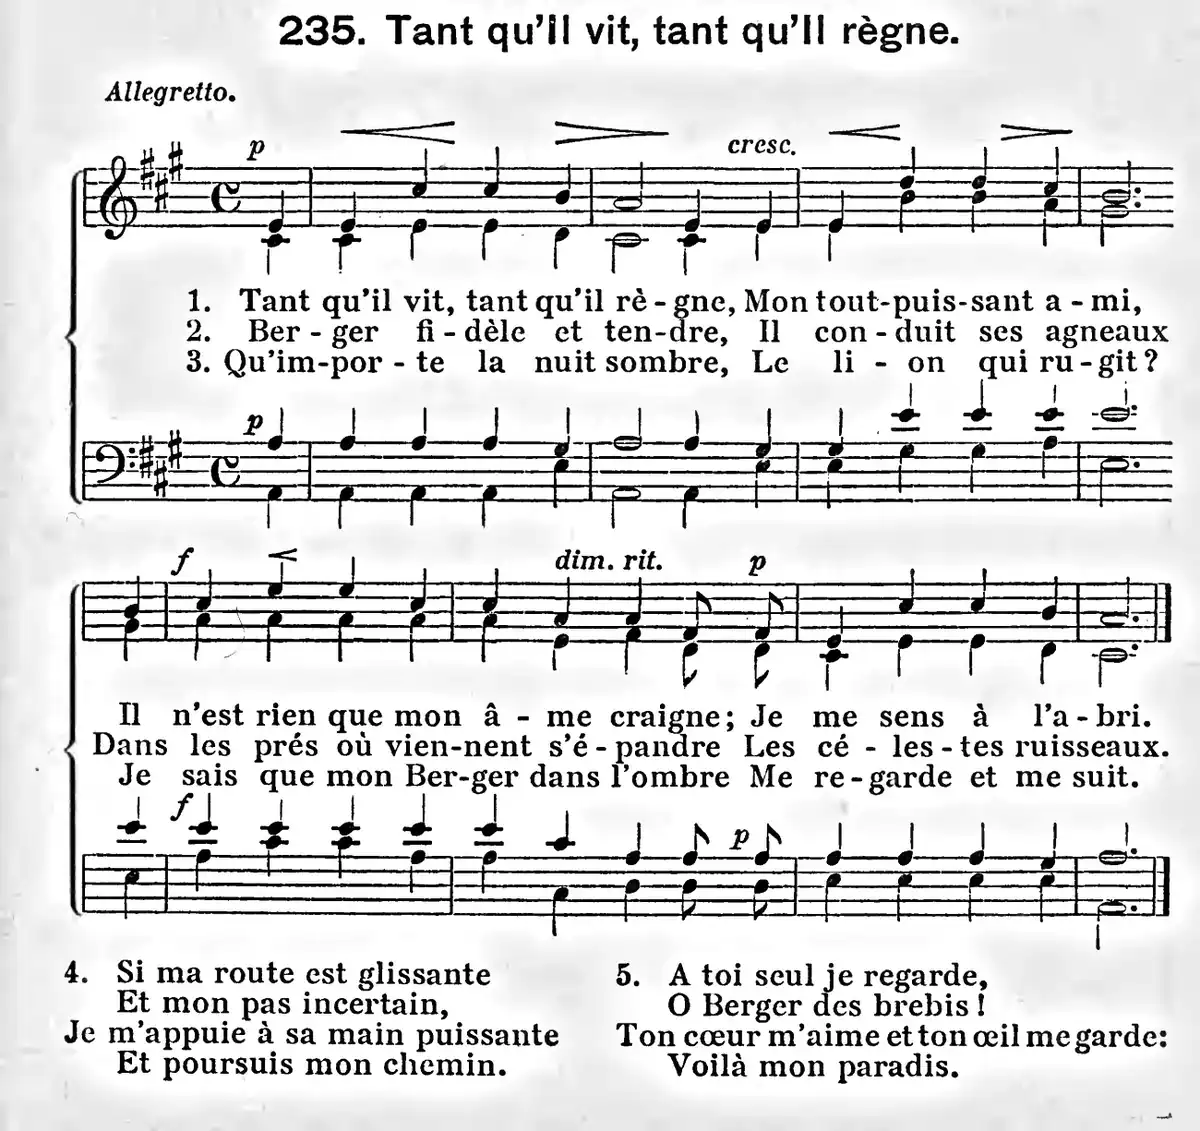 235. Tant qu'Il vit, tant qu'Il règne.
Allegretto.
p
cresc.
1. Tant qu'il vit, tant qu'il rè - gne, Mon tout-puis-sant a - mi,
2. Ber - ger fi - dèle et ten-dre, Il con - duit ses agneaux
3. Qu'im-por - te la nuit sombre, Le li - on qui ru - git ?
p
f dim. rit. p
Il n'est rien que mon â - me craigne; Je me sens à l'a - bri.
Dans les prés où vien-nent s'é - pandre Les cé - les - tes ruisseaux.
Je sais que mon Ber-ger dans l'ombre Me re - garde et me suit.
f p
4. Si ma route est glissante
Et mon pas incertain,
Je m'appuie à sa main puissante
Et poursuis mon chemin.
5. A toi seul je regarde,
O Berger des brebis !
Ton cœur m'aime et ton œil me garde:
Voilà mon paradis.